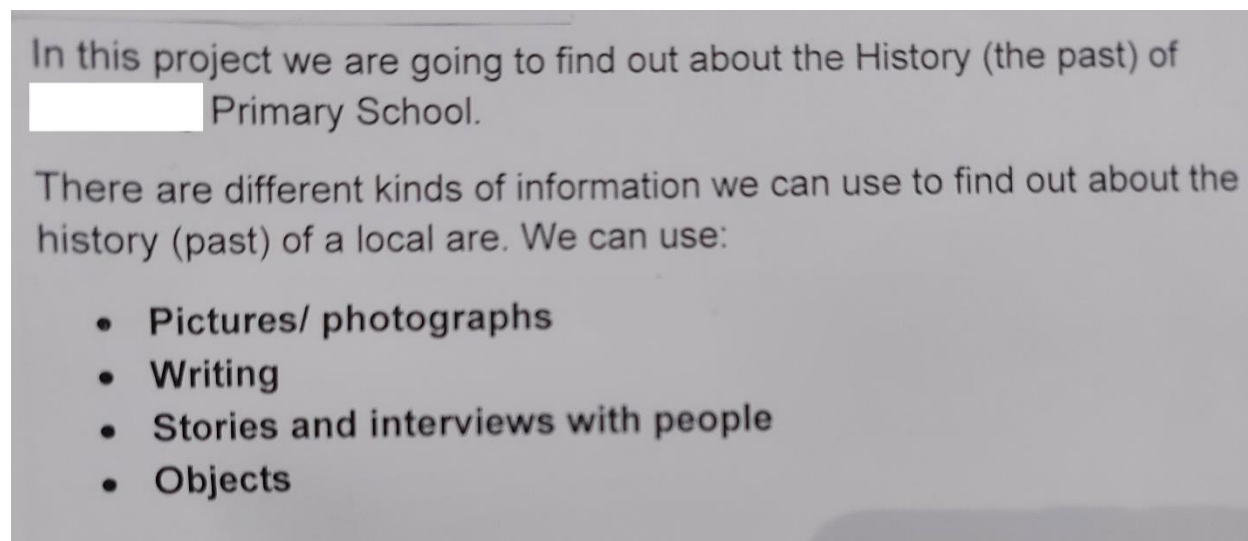 In this project we are going to find out about the History (the past) of
Primary School.
There are different kinds of information we can use to find out about the
history (past) of a local are. We can use:
• Pictures/ photographs
• Writing
• Stories and interviews with people
• Objects